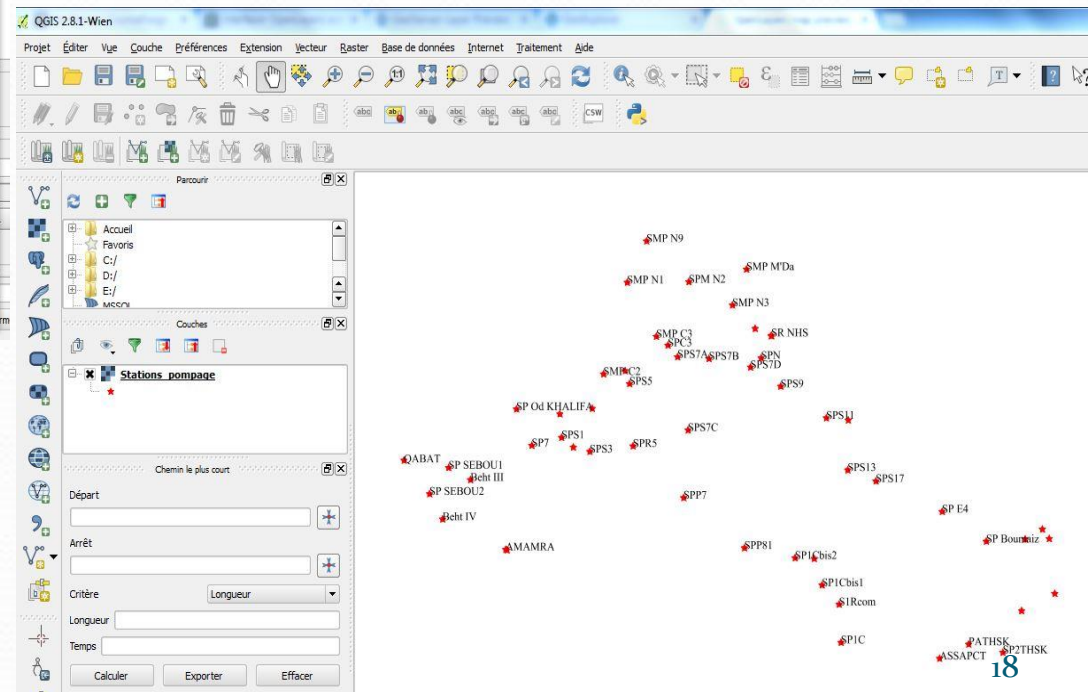 QGIS 2.8.1-Wien
Projet Éditer Vue Couche Préférences Extension Vecteur Raster Base de données Internet Traitement Aide
CSW
Parcourir
Accueil
Favoris
C:/
D:/
E:/
MSSQL
Couches
Stations_pompage
Chemin le plus court
Départ
Arrêt
Critère Longueur
Longueur
Temps
Calculer Exporter Effacer
SMP N9
SMP M'Da
SMP N1 SPM N2
SMP N3
SMP C3 SR NHS
SPC3
SPS7A SPS7B SPN
SPS7D
SMP C2
SPS5 SPS9
SP Od KHALIFA
SPS11
SPS7C
SPS1
SP7 SPS3 SPR5
QABAT SP SEBOU1
Beht III
SPS13
SPS17
SP SEBOU2
SPP7
Beht IV
SP E4
AMAMRA
SPP81
SP1Cbis2
SP1Cbis1
S1Rcom
SP1C
PATHSK
SP2THSK
ASSAPCT
18